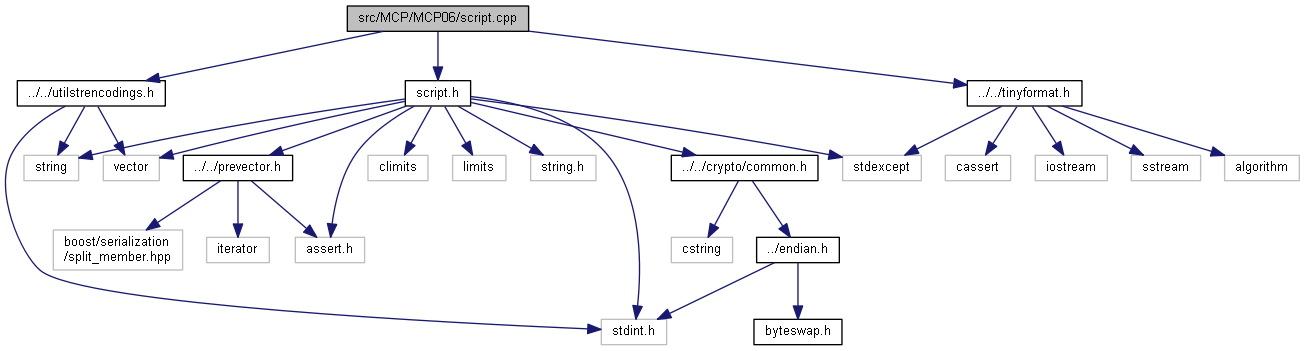 src/MCP/MCP06/script.cpp
../../utilstrencodings.h
script.h
../../tinyformat.h
string
vector
../../prevector.h
climits
limits
string.h
../../crypto/common.h
stdexcept
cassert
iostream
sstream
algorithm
boost/serialization
/split_member.hpp
iterator
assert.h
cstring
../endian.h
stdint.h
byteswap.h